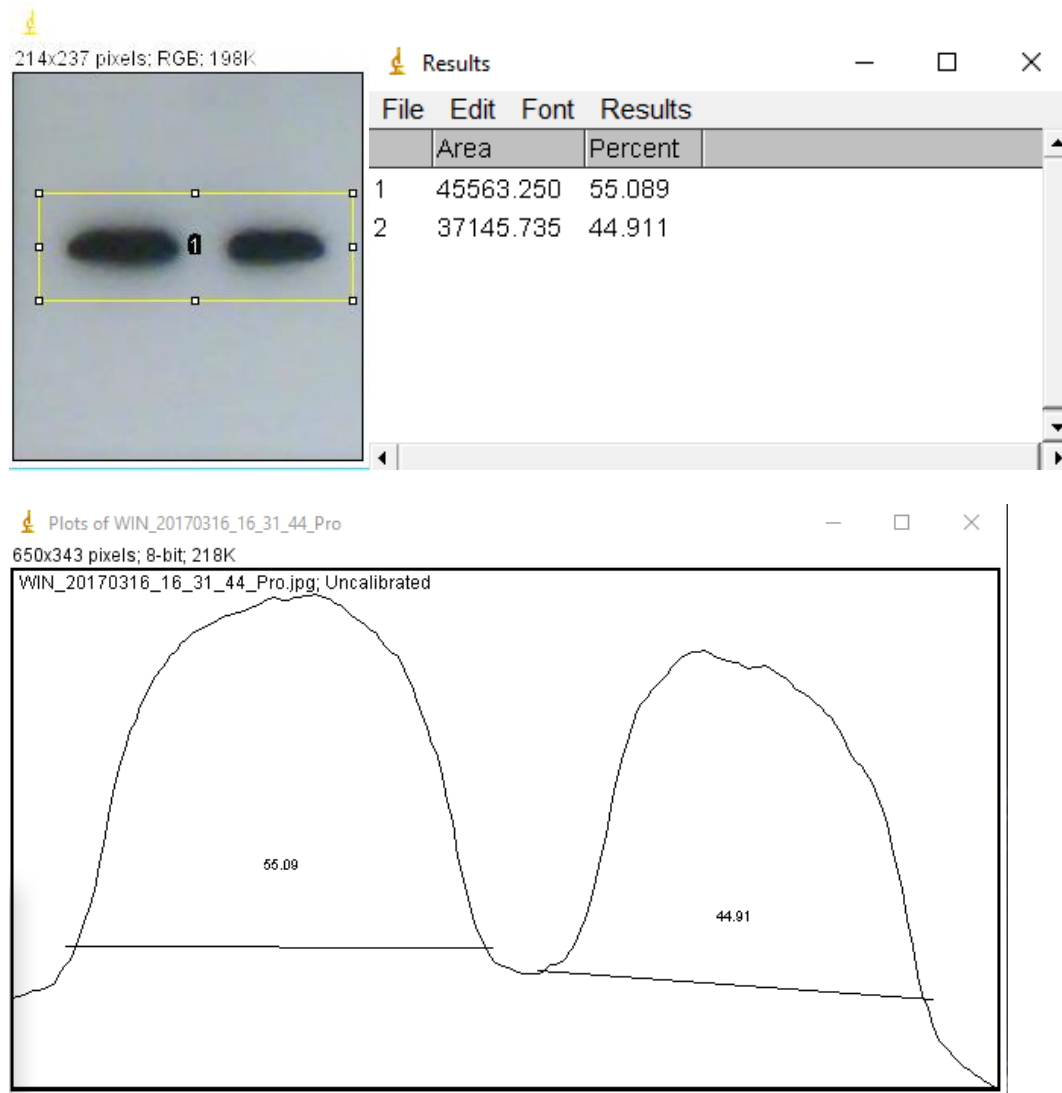 214x237 pixels; RGB; 198K
1
Results
File Edit Font Results
Area Percent
1 45563.250 55.089
2 37145.735 44.911
Plots of WIN_20170316_16_31_44_Pro
650x343 pixels; 8-bit; 218K
WIN_20170316_16_31_44_Pro.jpg; Uncalibrated
55.09
44.91